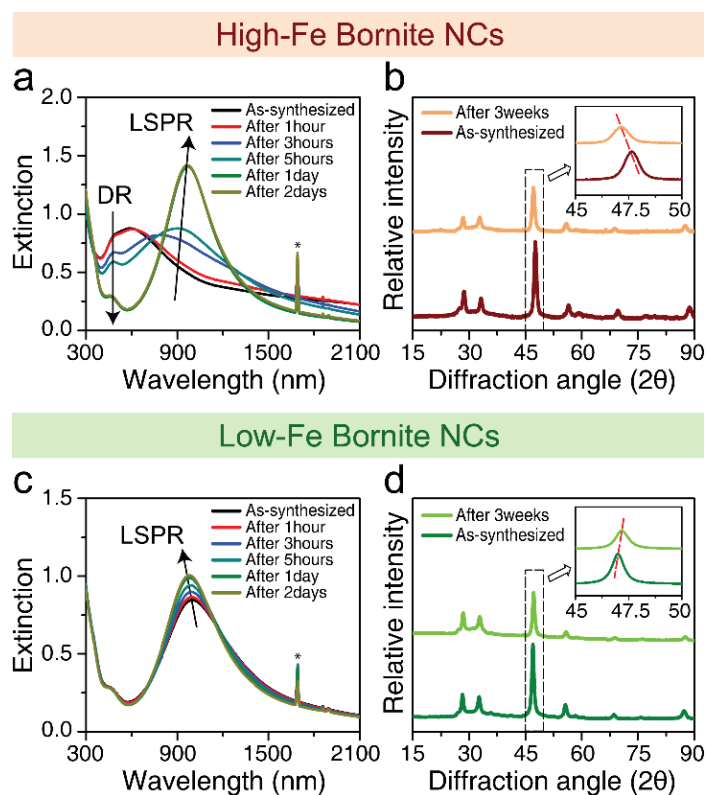 High-Fe Bornite NCs
a
2.0
1.5
1.0
0.5
0.0
Extinction
DR
LSPR
As-synthesized
After 1hour
After 3hours
After 5hours
After 1day
After 2days
*
300 900 1500 2100
Wavelength (nm)
b
Relative intensity
After 3weeks
As-synthesized
45 47.5 50
15 30 45 60 75 90
Diffraction angle (2θ)
Low-Fe Bornite NCs
c
1.5
1.0
0.5
0.0
Extinction
LSPR
As-synthesized
After 1hour
After 3hours
After 5hours
After 1day
After 2days
*
300 900 1500 2100
Wavelength (nm)
d
Relative intensity
After 3weeks
As-synthesized
45 47.5 50
15 30 45 60 75 90
Diffraction angle (2θ)